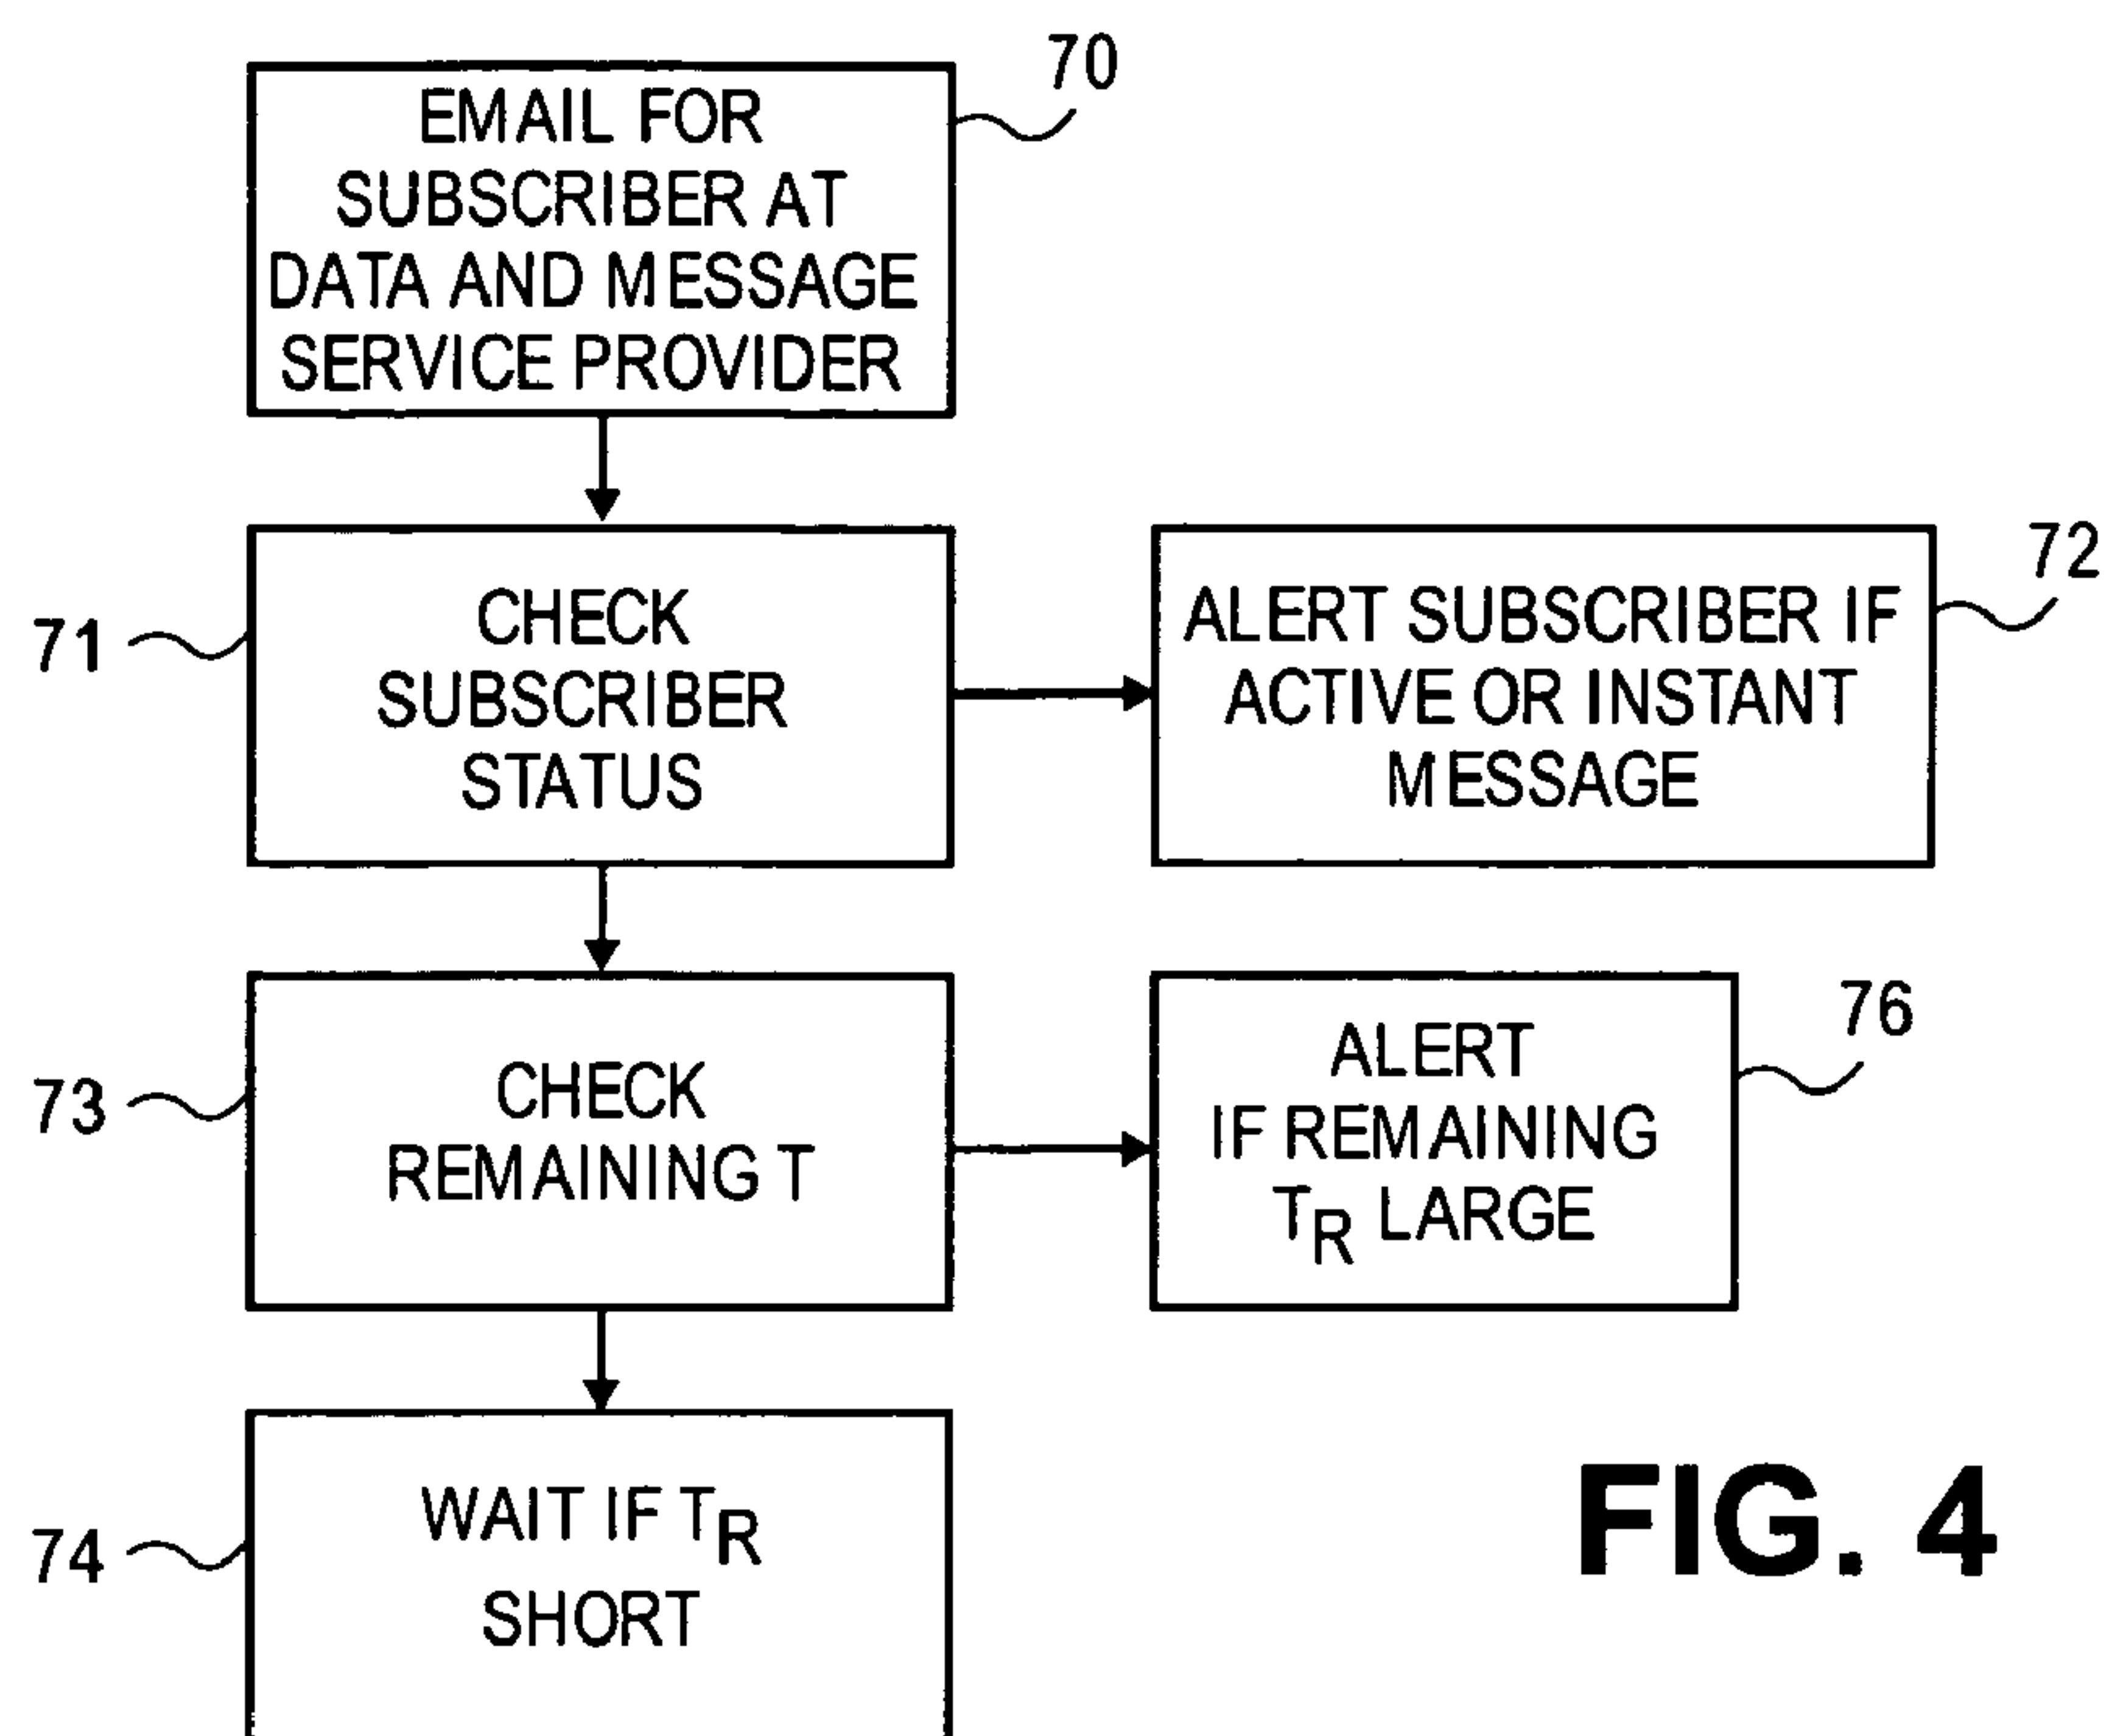 70
EMAIL FOR
SUBSCRIBER AT
DATA AND MESSAGE
SERVICE PROVIDER
71
CHECK
SUBSCRIBER
STATUS
72
ALERT SUBSCRIBER IF
ACTIVE OR INSTANT
MESSAGE
73
CHECK
REMAINING T
76
ALERT
IF REMAINING
TR LARGE
74
WAIT IF TR
SHORT
FIG. 4